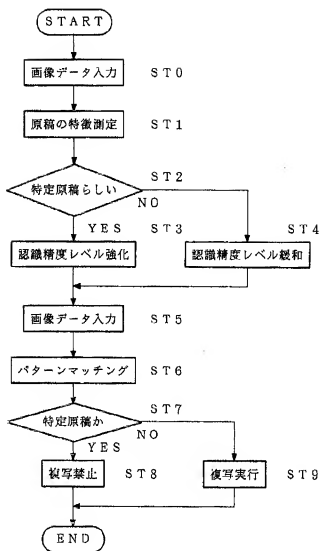 START
画像データ入力 ST0
原稿の特徴測定 ST1
ST2
特定原稿らしい
NO
YES ST3 ST4
認識精度レベル強化 認識精度レベル緩和
画像データ入力 ST5
パターンマッチング ST6
ST7
特定原稿か
NO
YES
複写禁止 ST8 複写実行 ST9
END